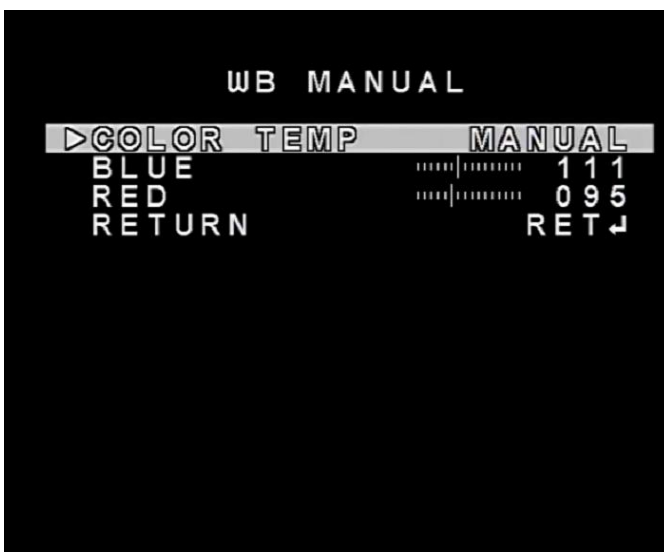 WB MANUAL
▷COLOR TEMP MANUAL
BLUE 111
RED 095
RETURN RET↲